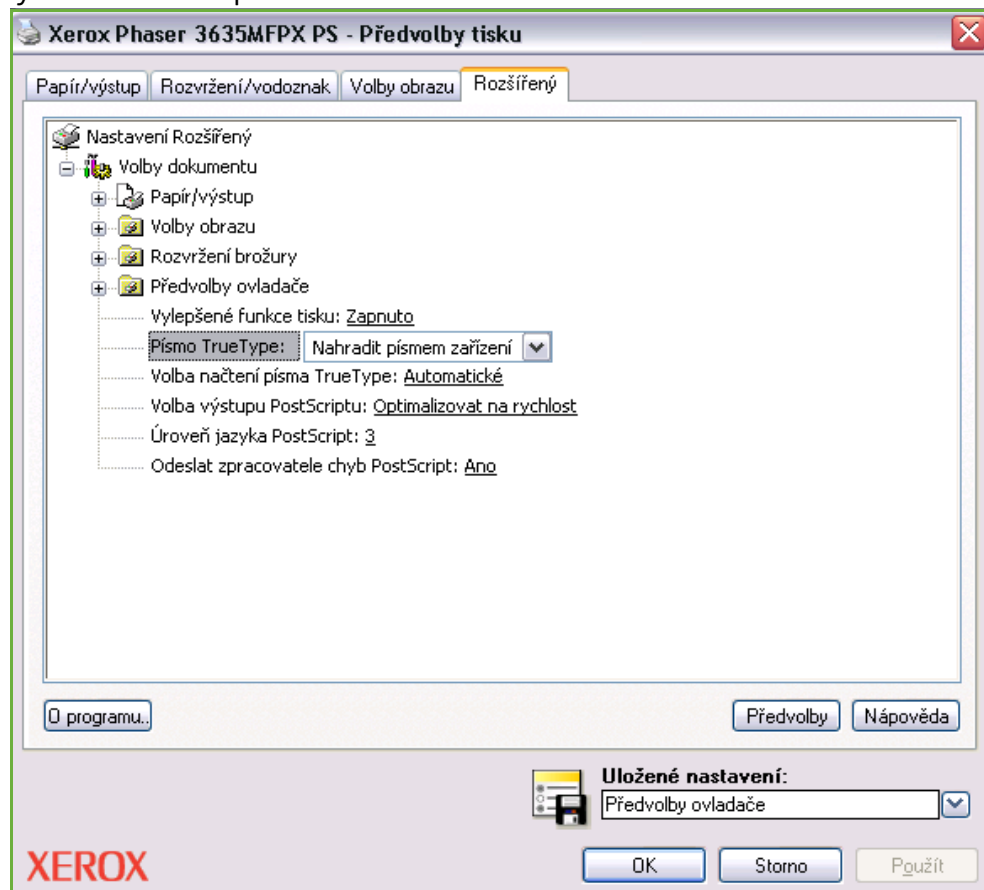 Xerox Phaser 3635MFPX PS - Předvolby tisku
Papír/výstup Rozvržení/vodoznak Volby obrazu Rozšířený
Nastavení Rozšířený
Volby dokumentu
Papír/výstup
Volby obrazu
Rozvržení brožury
Předvolby ovladače
Vylepšené funkce tisku: Zapnuto
Písmo TrueType: Nahradit písmem zařízení
Volba načtení písma TrueType: Automatické
Volba výstupu PostScriptu: Optimalizovat na rychlost
Úroveň jazyka PostScript: 3
Odeslat zpracovatele chyb PostScript: Ano
O programu.. Předvolby Nápověda
Uložené nastavení:
Předvolby ovladače
XEROX OK Storno Použít